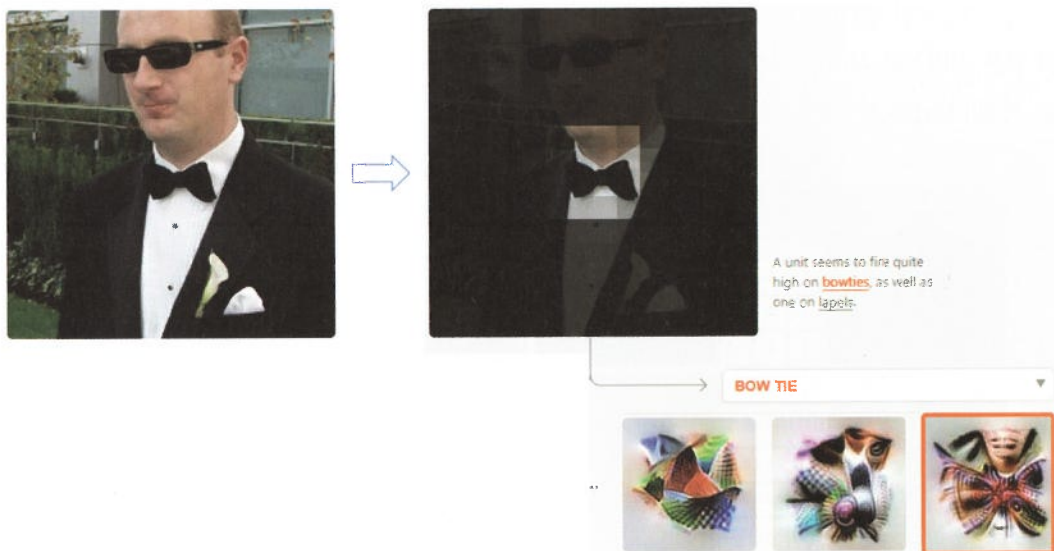 A unit seems to fire quite
high on bowties, as well as
one on lapels.
BOW TIE